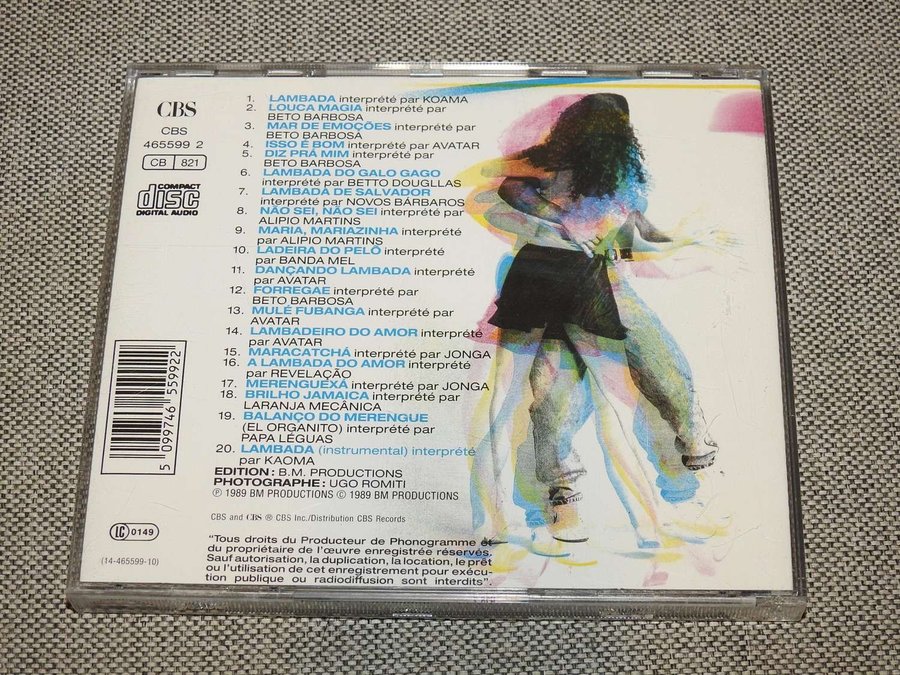 CBS
CBS
465599 2
CB 821
COMPACT
disc
DIGITAL AUDIO
1. LAMBADA interprété par KOAMA
2. LOUCA MAGIA interprété par
BETO BARBOSA
3. MAR DE EMOÇÕES interprété par
BETO BARBOSA
4. ISSO É BOM interprété par AVATAR
5. DIZ PRÁ MIM interprété par
BETO BARBOSA
6. LAMBADA DO GALO GAGO
interprété par BETTO DOUGLLAS
7. LAMBADA DE SALVADOR
interprété par NOVOS BÁRBAROS
8. NÃO SEI, NÃO SEI interprété par
ALIPIO MARTINS
9. MARIA, MARIAZINHA interprété
par ALIPIO MARTINS
10. LADEIRA DO PELÔ interprété
par BANDA MEL
11. DANÇANDO LAMBADA interprété
par AVATAR
12. FORREGAE interprété par
BETO BARBOSA
13. MULE FUBANGA interprété par
AVATAR
14. LAMBADEIRO DO AMOR interprété
par AVATAR
15. MARACATCHÁ interprété par JONGA
16. A LAMBADA DO AMOR interprété
par REVELAÇÃO
17. MERENGUEXÁ interprété par JONGA
18. BRILHO JAMAICA interprété par
LARANJA MECÂNICA
19. BALANÇO DO MERENGUE
(EL ORGANITO) interprété par
PAPA LÉGUAS
20. LAMBADA (instrumental) interprété
par KAOMA
EDITION : B.M. PRODUCTIONS
PHOTOGRAPHE : UGO ROMITI
℗ 1989 BM PRODUCTIONS © 1989 BM PRODUCTIONS
CBS and CBS ® CBS Inc./Distribution CBS Records
"Tous droits du Producteur de Phonogramme et
du propriétaire de l'œuvre enregistrée réservés.
Sauf autorisation, la duplication, la location, le prêt
ou l'utilisation de cet enregistrement pour exécu-
tion publique ou radiodiffusion sont interdits".
5 099746 559922
LC 0149
(14-465599-10)